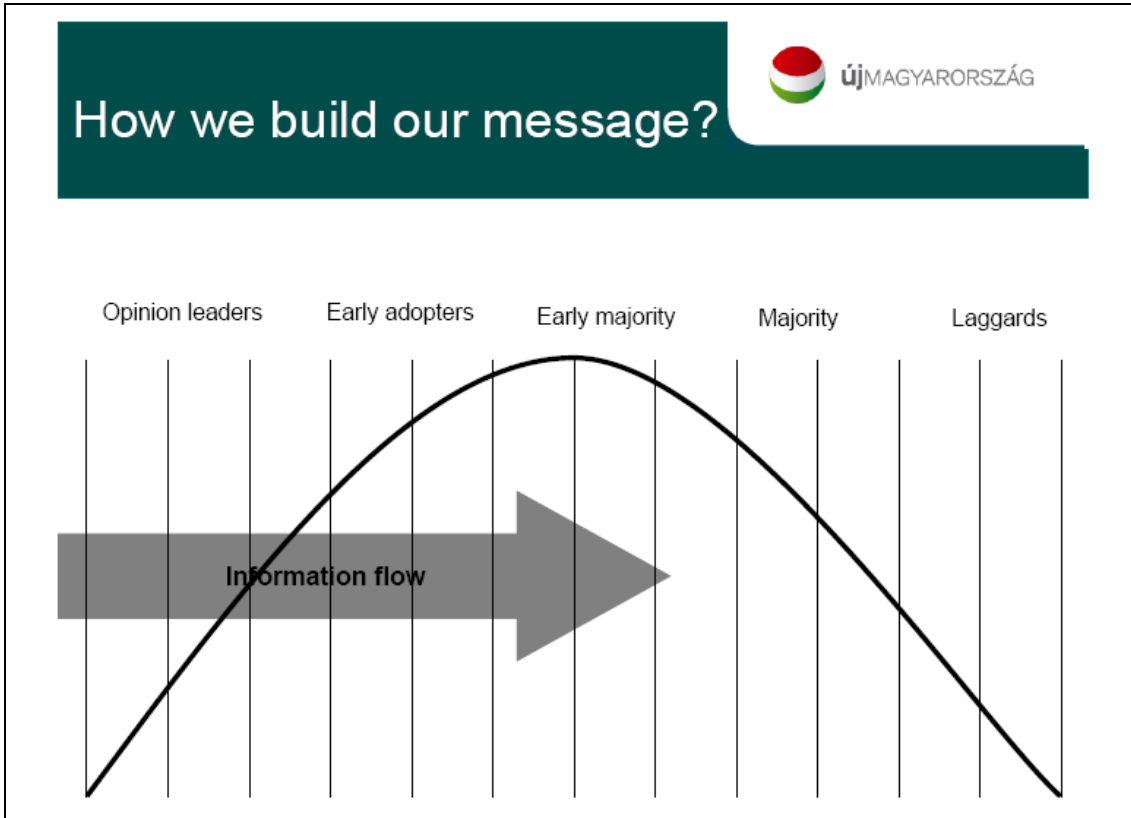 újMAGYARORSZÁG
How we build our message?
Opinion leaders Early adopters Early majority Majority Laggards
Information flow